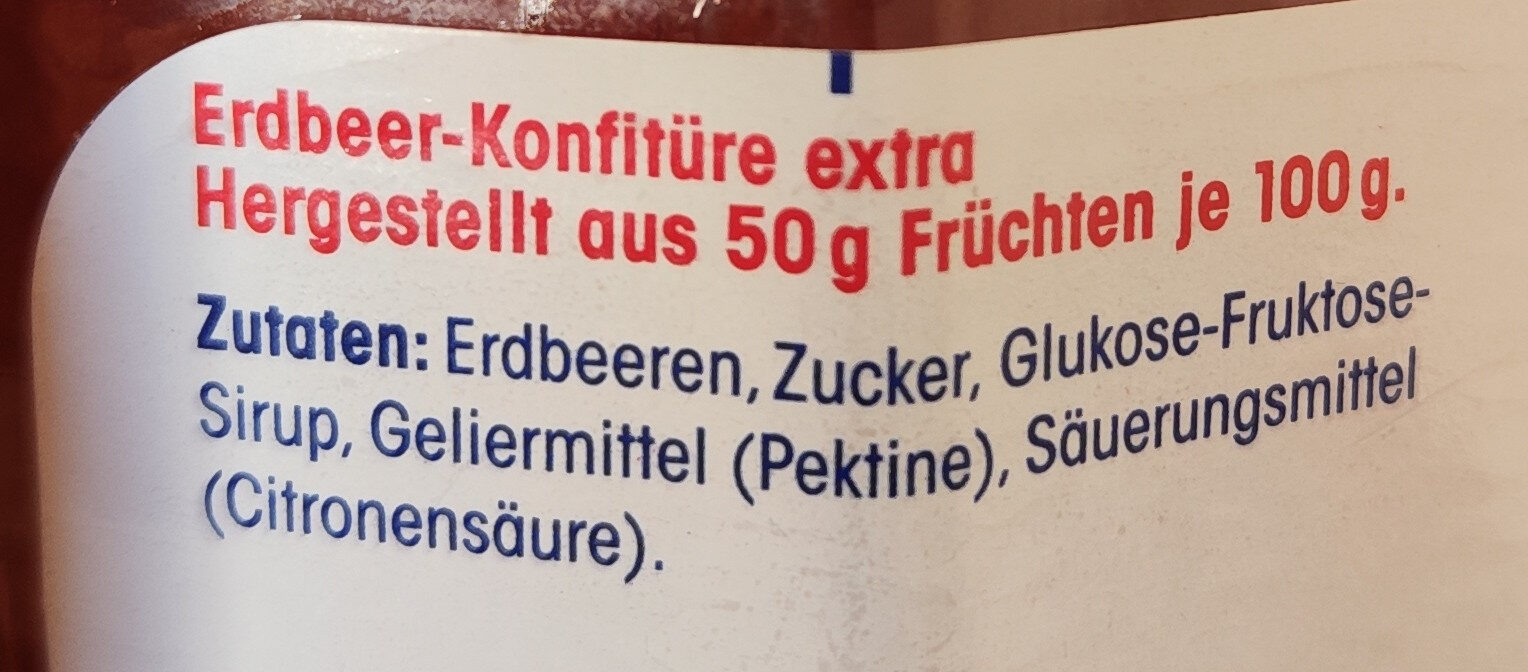 Erdbeer-Konfitüre extra
Hergestellt aus 50 g Früchten je 100 g.
Zutaten: Erdbeeren, Zucker, Glukose-Fruktose-
Sirup, Geliermittel (Pektine), Säuerungsmittel
(Citronensäure).